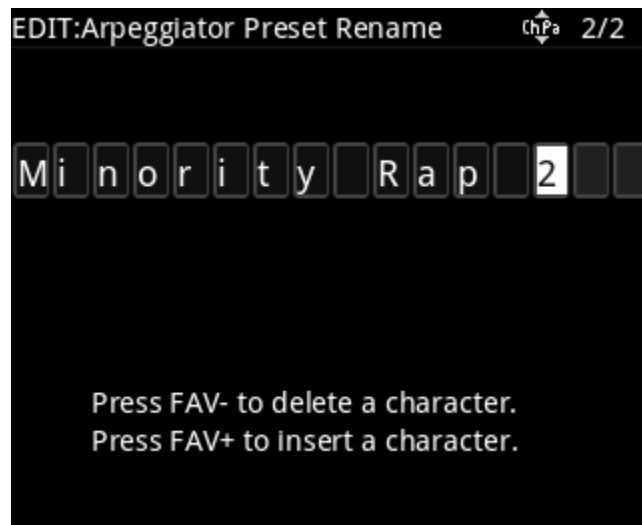 EDIT:Arpeggiator Preset Rename ChPa 2/2
Minority Rap 2
Press FAV- to delete a character.
Press FAV+ to insert a character.